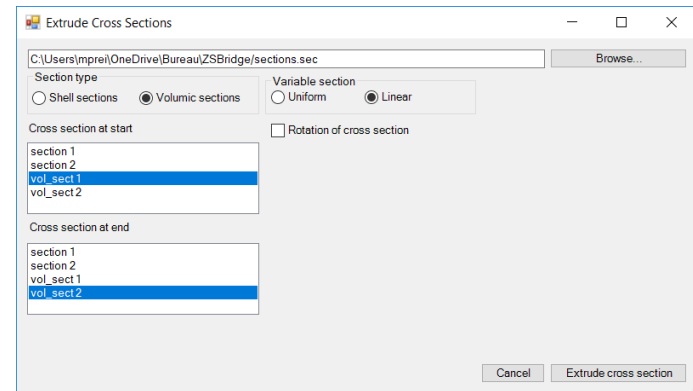 Extrude Cross Sections
C:\Users\mprei\OneDrive\Bureau\ZSBridge/sections.sec
Browse...
Section type
Shell sections
Volumic sections
Variable section
Uniform
Linear
Cross section at start
Rotation of cross section
section 1
section 2
vol_sect 1
vol_sect 2
Cross section at end
section 1
section 2
vol_sect 1
vol_sect 2
Cancel
Extrude cross section